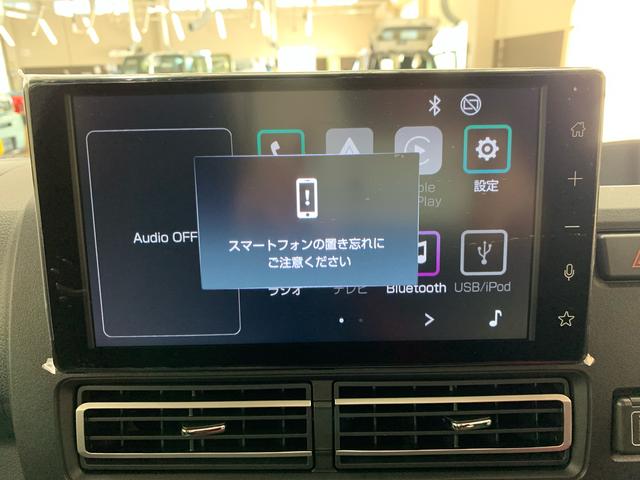 Audio OFF
スマートフォンの置き忘れに
ご注意ください
設定
Play
ラジオ
テレビ
Bluetooth
USB/iPod